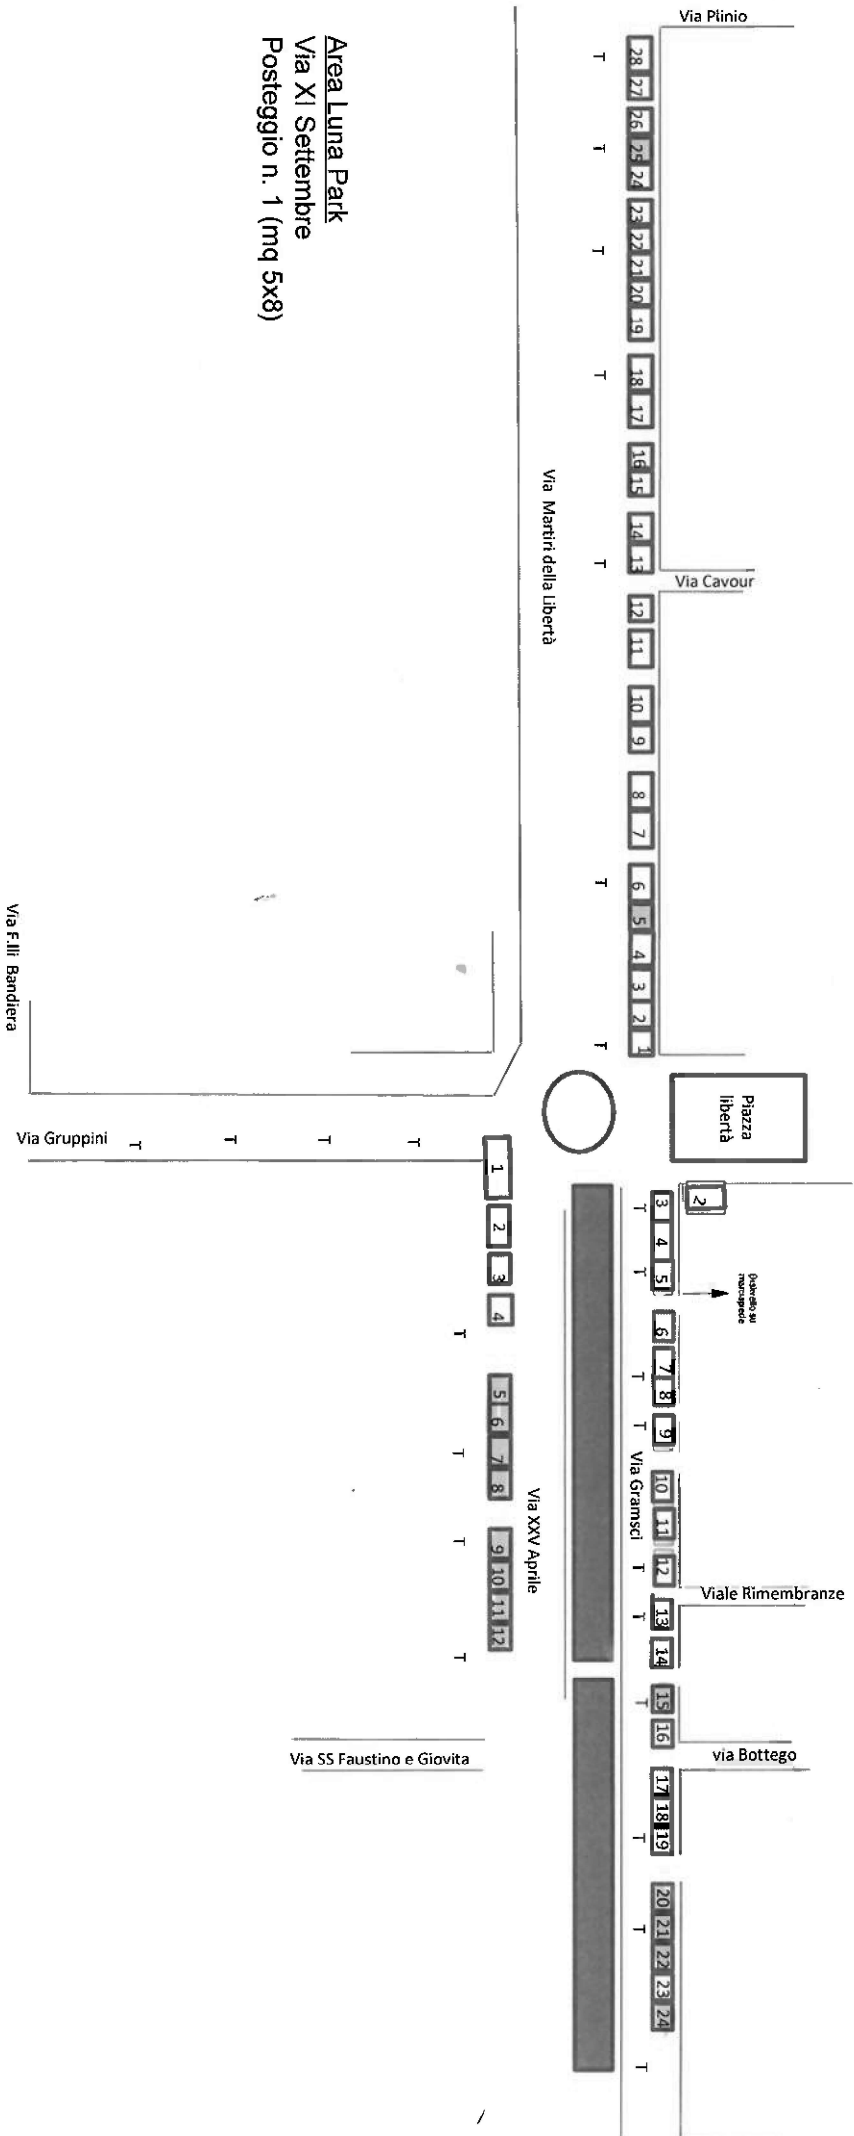 Via Plinio
T
28
27
T
26
25
24
T
23
22
21
20
19
T
18
17
16
15
T
14
13
Via Cavour
12
11
10
9
8
7
T
6
5
4
3
2
T
1
Via Martiri della Libertà
Area Luna Park
Via XI Settembre
Posteggio n. 1 (mq 5x8)
Via F.lli Bandiera
Piazza
libertà
Via Gruppini
T
T
T
T
1
2
3
4
T
5
6
T
7
8
T
9
10
11
12
T
Via XXV Aprile
Via SS Faustino e Giovita
2
3
T
4
5
T
su
marciapiede
6
7
T
8
T
9
Via Gramsci
10
11
12
T
Viale Rimembranze
13
T
14
15
T
16
via Bottego
17
18
19
T
20
21
T
22
23
24
T